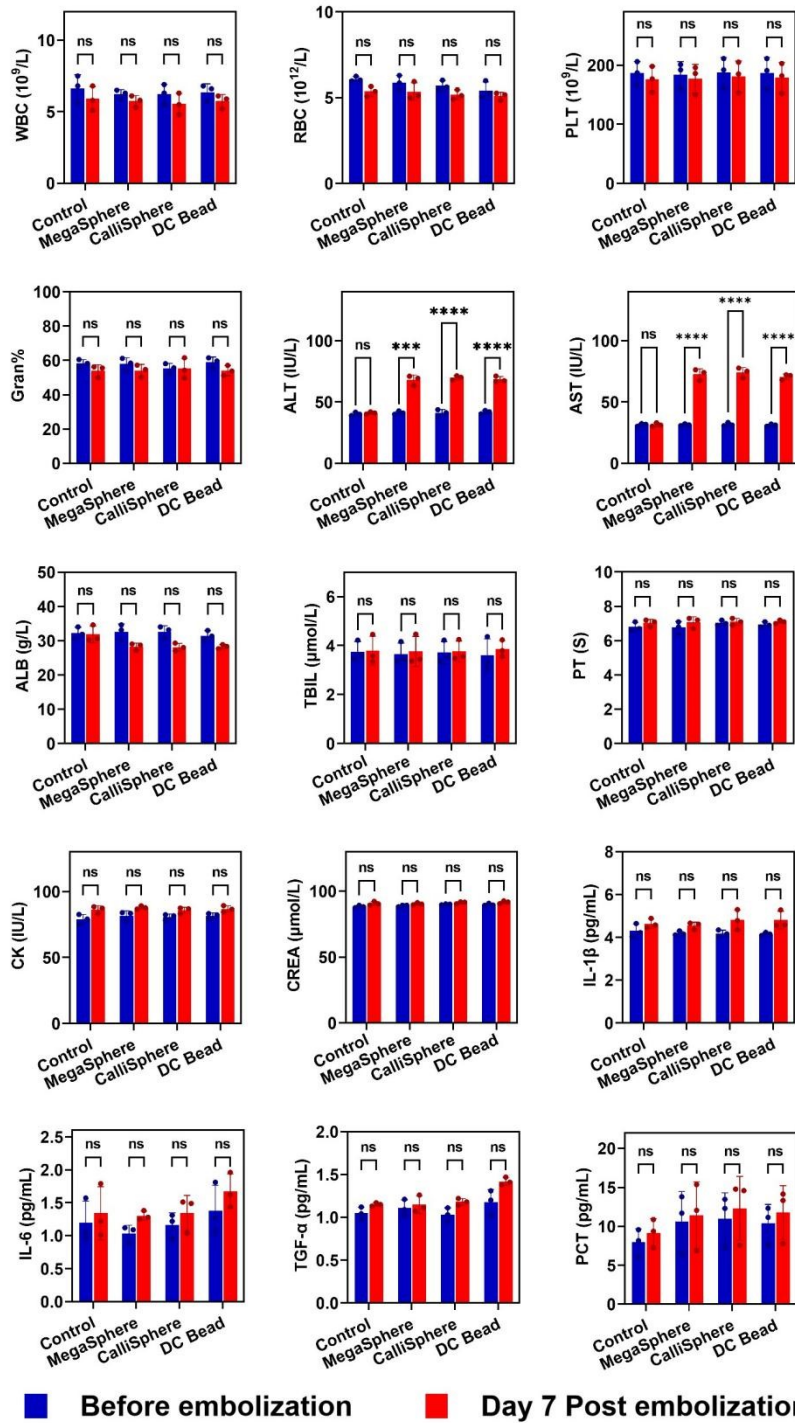 ns ns ns ns
WBC (10⁹/L)
10
5
0
Control MegaSphere CalliSphere DC Bead
ns ns ns ns
RBC (10¹²/L)
10
5
0
Control MegaSphere CalliSphere DC Bead
ns ns ns ns
PLT (10⁹/L)
200
100
0
Control MegaSphere CalliSphere DC Bead
ns ns ns ns
Gran%
100
80
60
40
20
0
Control MegaSphere CalliSphere DC Bead
ns *** **** ****
ALT (IU/L)
100
50
0
Control MegaSphere CalliSphere DC Bead
ns **** **** ****
AST (IU/L)
100
50
0
Control MegaSphere CalliSphere DC Bead
ns ns ns ns
ALB (g/L)
50
40
30
20
10
0
Control MegaSphere CalliSphere DC Bead
ns ns ns ns
TBIL (μmol/L)
6
4
2
0
Control MegaSphere CalliSphere DC Bead
ns ns ns ns
PT (S)
8
6
4
2
0
Control MegaSphere CalliSphere DC Bead
ns ns ns ns
CK (IU/L)
100
50
0
Control MegaSphere CalliSphere DC Bead
ns ns ns ns
CREA (μmol/L)
100
50
0
Control MegaSphere CalliSphere DC Bead
ns ns ns ns
IL-1β (pg/mL)
8
6
4
2
0
Control MegaSphere CalliSphere DC Bead
ns ns ns ns
IL-6 (pg/mL)
2.5
2.0
1.5
1.0
0.5
0.0
Control MegaSphere CalliSphere DC Bead
ns ns ns ns
TGF-α (pg/mL)
2.0
1.5
1.0
0.5
0.0
Control MegaSphere CalliSphere DC Bead
ns ns ns ns
PCT (pg/mL)
20
15
10
5
0
Control MegaSphere CalliSphere DC Bead
Before embolization Day 7 Post embolization